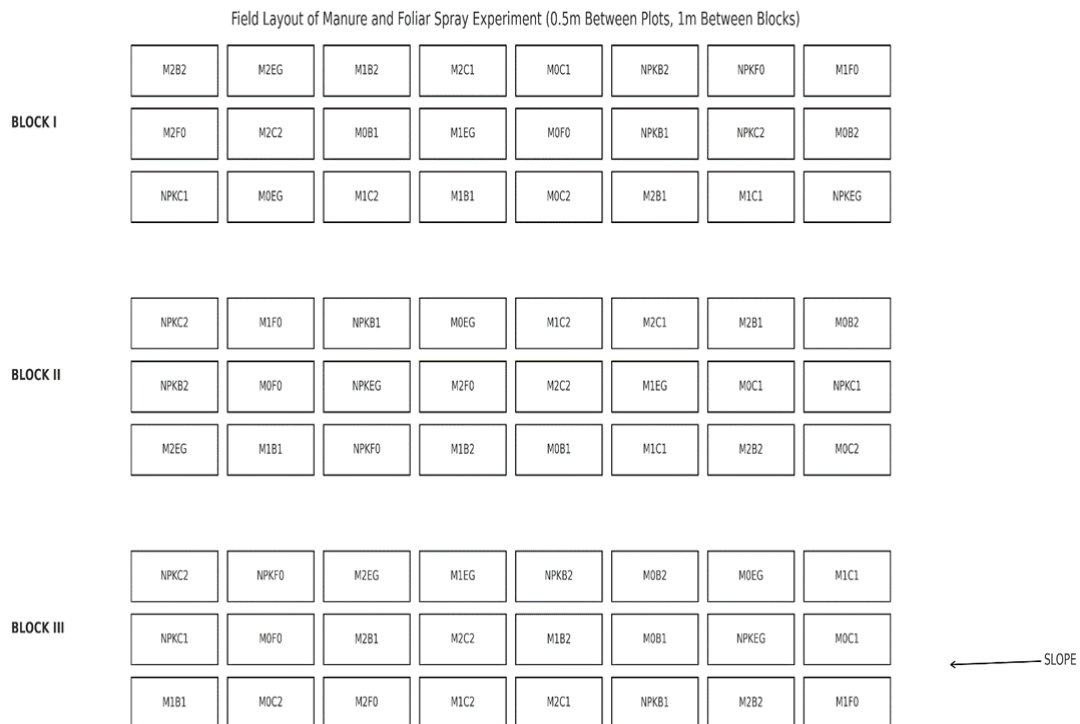 Field Layout of Manure and Foliar Spray Experiment (0.5m Between Plots, 1m Between Blocks)
M2B2 M2EG M1B2 M2C1 M0C1 NPKB2 NPKF0 M1F0
BLOCK I
M2F0 M2C2 M0B1 M1EG M0F0 NPKB1 NPKC2 M0B2
NPKC1 M0EG M1C2 M1B1 M0C2 M2B1 M1C1 NPKEG
NPKC2 M1F0 NPKB1 M0EG M1C2 M2C1 M2B1 M0B2
BLOCK II
NPKB2 M0F0 NPKEG M2F0 M2C2 M1EG M0C1 NPKC1
M2EG M1B1 NPKF0 M1B2 M0B1 M1C1 M2B2 M0C2
NPKC2 NPKF0 M2EG M1EG NPKB2 M0B2 M0EG M1C1
BLOCK III
NPKC1 M0F0 M2B1 M2C2 M1B2 M0B1 NPKEG M0C1
SLOPE
M1B1 M0C2 M2F0 M1C2 M2C1 NPKB1 M2B2 M1F0